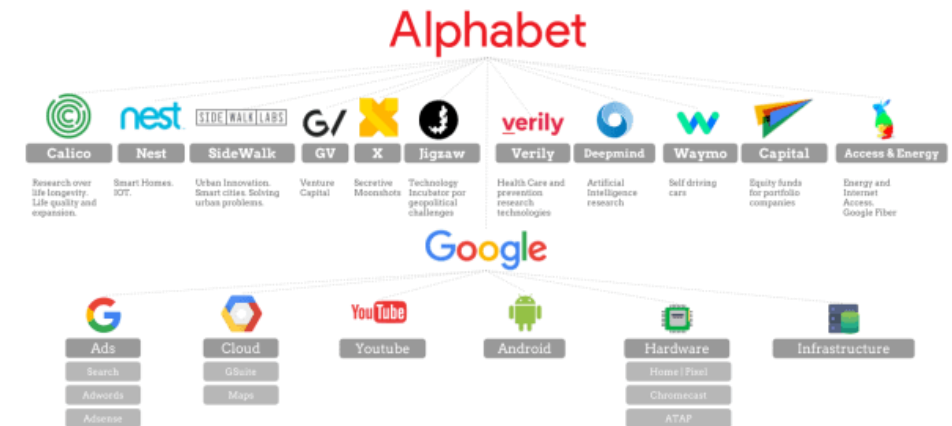 Alphabet
nest
SIDE WALK LABS
G/
verily
Calico
Nest
SideWalk
GV
X
Jigzaw
Verily
Deepmind
Waymo
Capital
Access & Energy
Research over
life longevity.
Life quality and
expansion.
Smart Homes.
IOT.
Urban Innovation.
Smart cities. Solving
urban problems.
Venture
Capital
Secretive
Moonshots
Technology
Incubator por
geopolitical
challenges
Health Care and
prevention
research
technologies
Artificial
Intelligence
research
Self driving
cars
Equity funds
for portfolio
companies
Energy and
Internet
Access.
Google Fiber
Google
G
YouTube
Ads
Cloud
Youtube
Android
Hardware
Infrastructure
Search
GSuite
Home | Pixel
Adwords
Maps
Chromecast
Adsense
ATAP